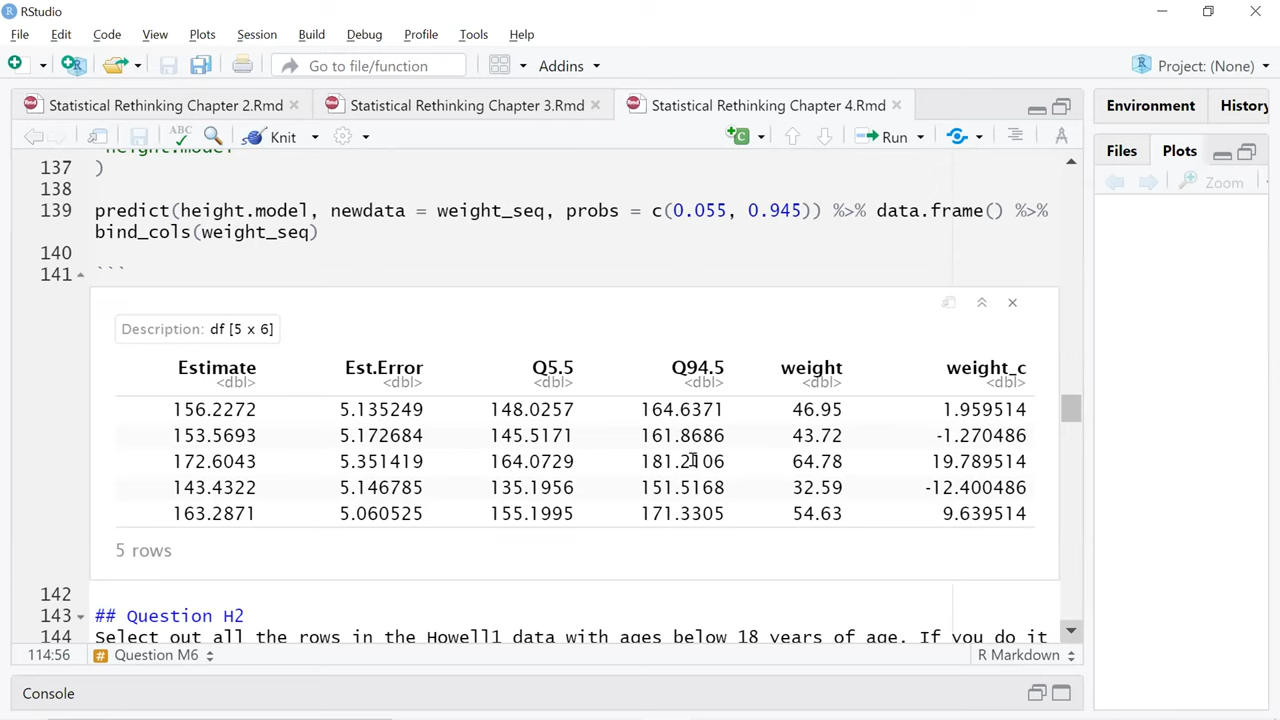 RStudio
File Edit Code View Plots Session Build Debug Profile Tools Help
Go to file/function Addins Project: (None)
Statistical Rethinking Chapter 2.Rmd Statistical Rethinking Chapter 3.Rmd Statistical Rethinking Chapter 4.Rmd Environment History
ABC Knit Run Files Plots
Zoom
height.model
137 )
138
139 predict(height.model, newdata = weight_seq, probs = c(0.055, 0.945)) %>% data.frame() %>%
bind_cols(weight_seq)
140
141 ```
Description: df [5 x 6]
Estimate Est.Error Q5.5 Q94.5 weight weight_c
<dbl> <dbl> <dbl> <dbl> <dbl> <dbl>
156.2272 5.135249 148.0257 164.6371 46.95 1.959514
153.5693 5.172684 145.5171 161.8686 43.72 -1.270486
172.6043 5.351419 164.0729 181.2106 64.78 19.789514
143.4322 5.146785 135.1956 151.5168 32.59 -12.400486
163.2871 5.060525 155.1995 171.3305 54.63 9.639514
5 rows
142
143 ## Question H2
144 Select out all the rows in the Howell1 data with ages below 18 years of age. If you do it
114:56 # Question M6 R Markdown
Console